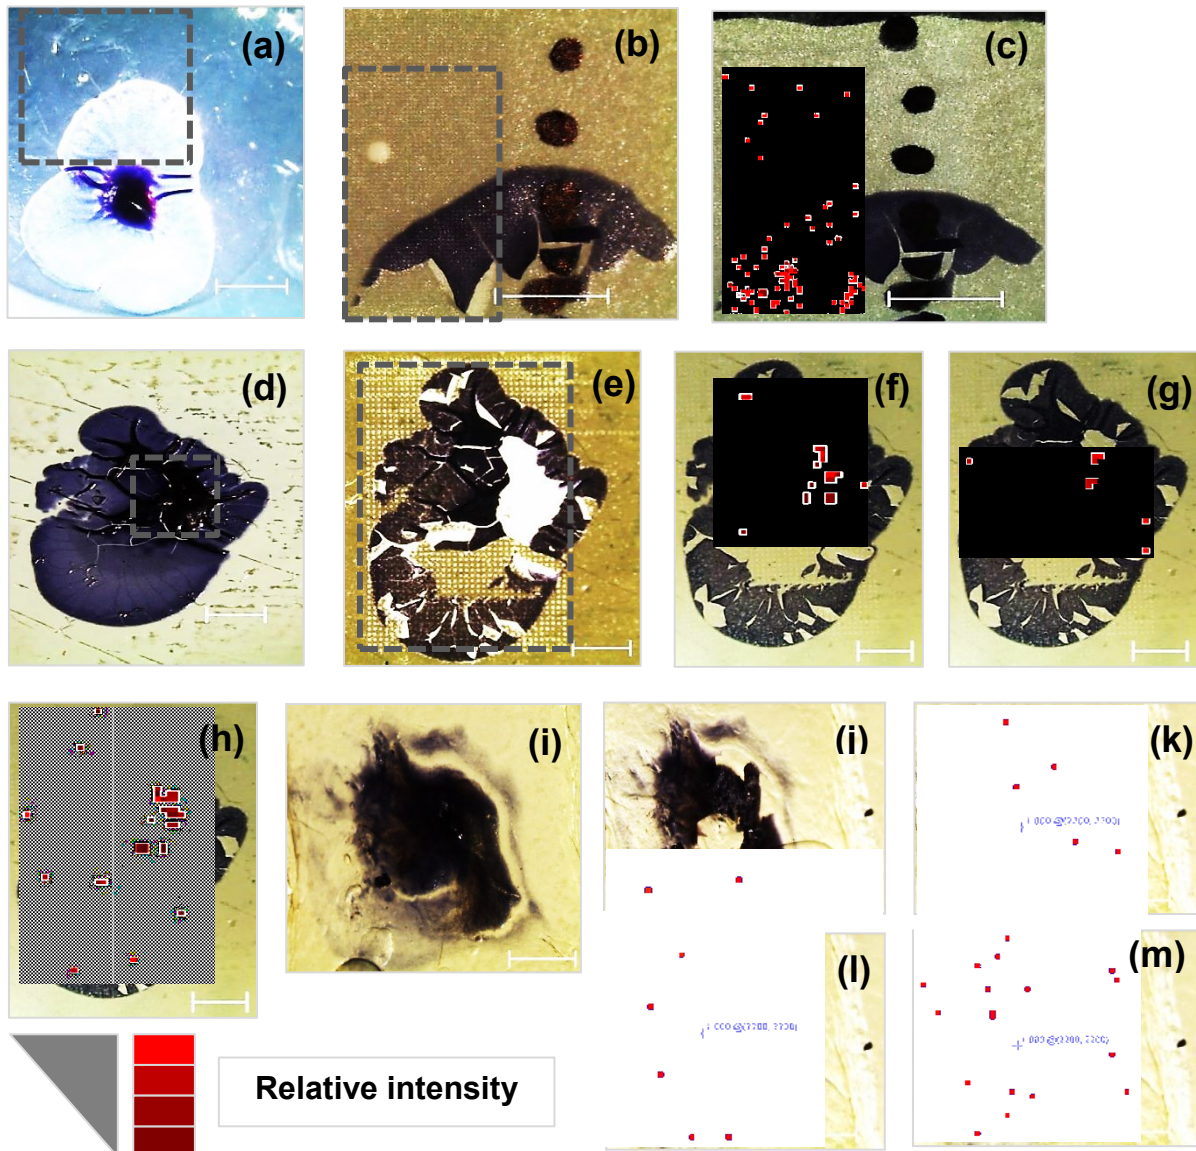 (a)
(b)
(c)
(d)
(e)
(f)
(g)
(h)
(i)
(j)
(k)
(l)
(m)
Relative intensity